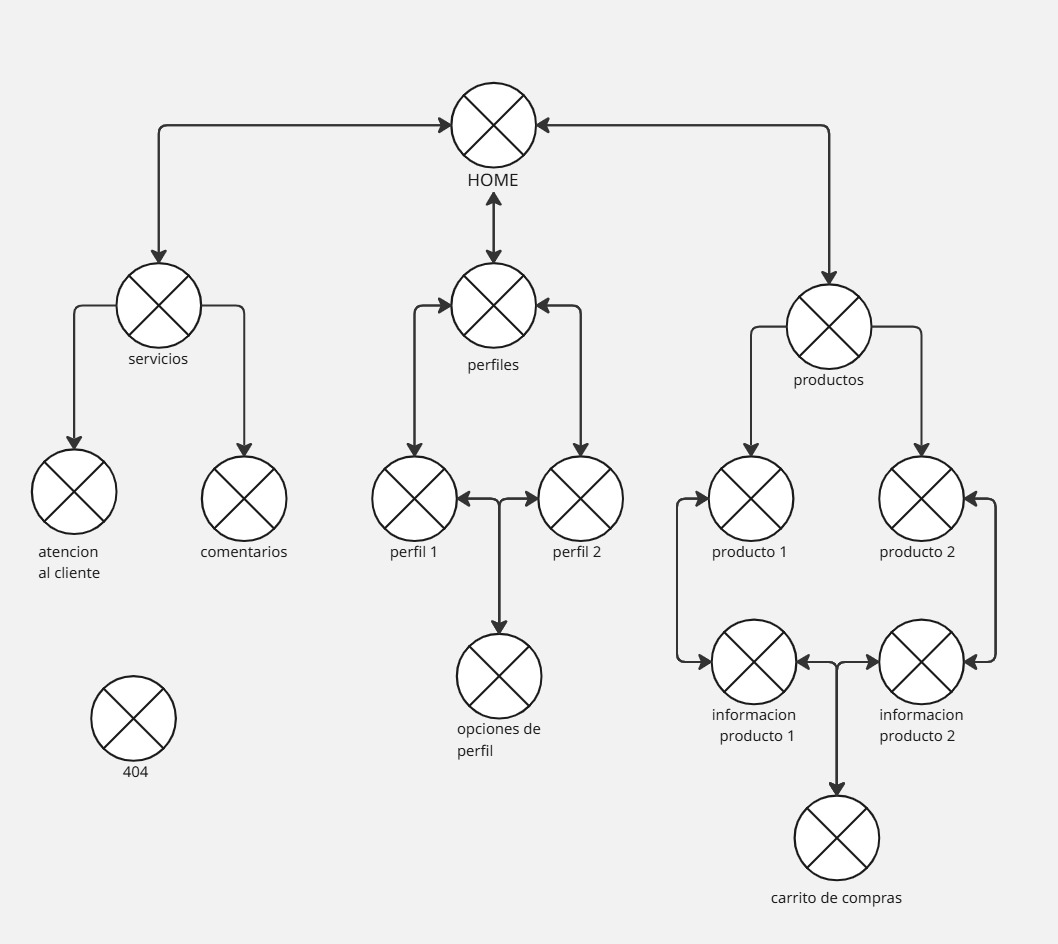 HOME
servicios
perfiles
productos
atencion
al cliente
comentarios
perfil 1
perfil 2
producto 1
producto 2
opciones de
perfil
informacion
producto 1
informacion
producto 2
404
carrito de compras